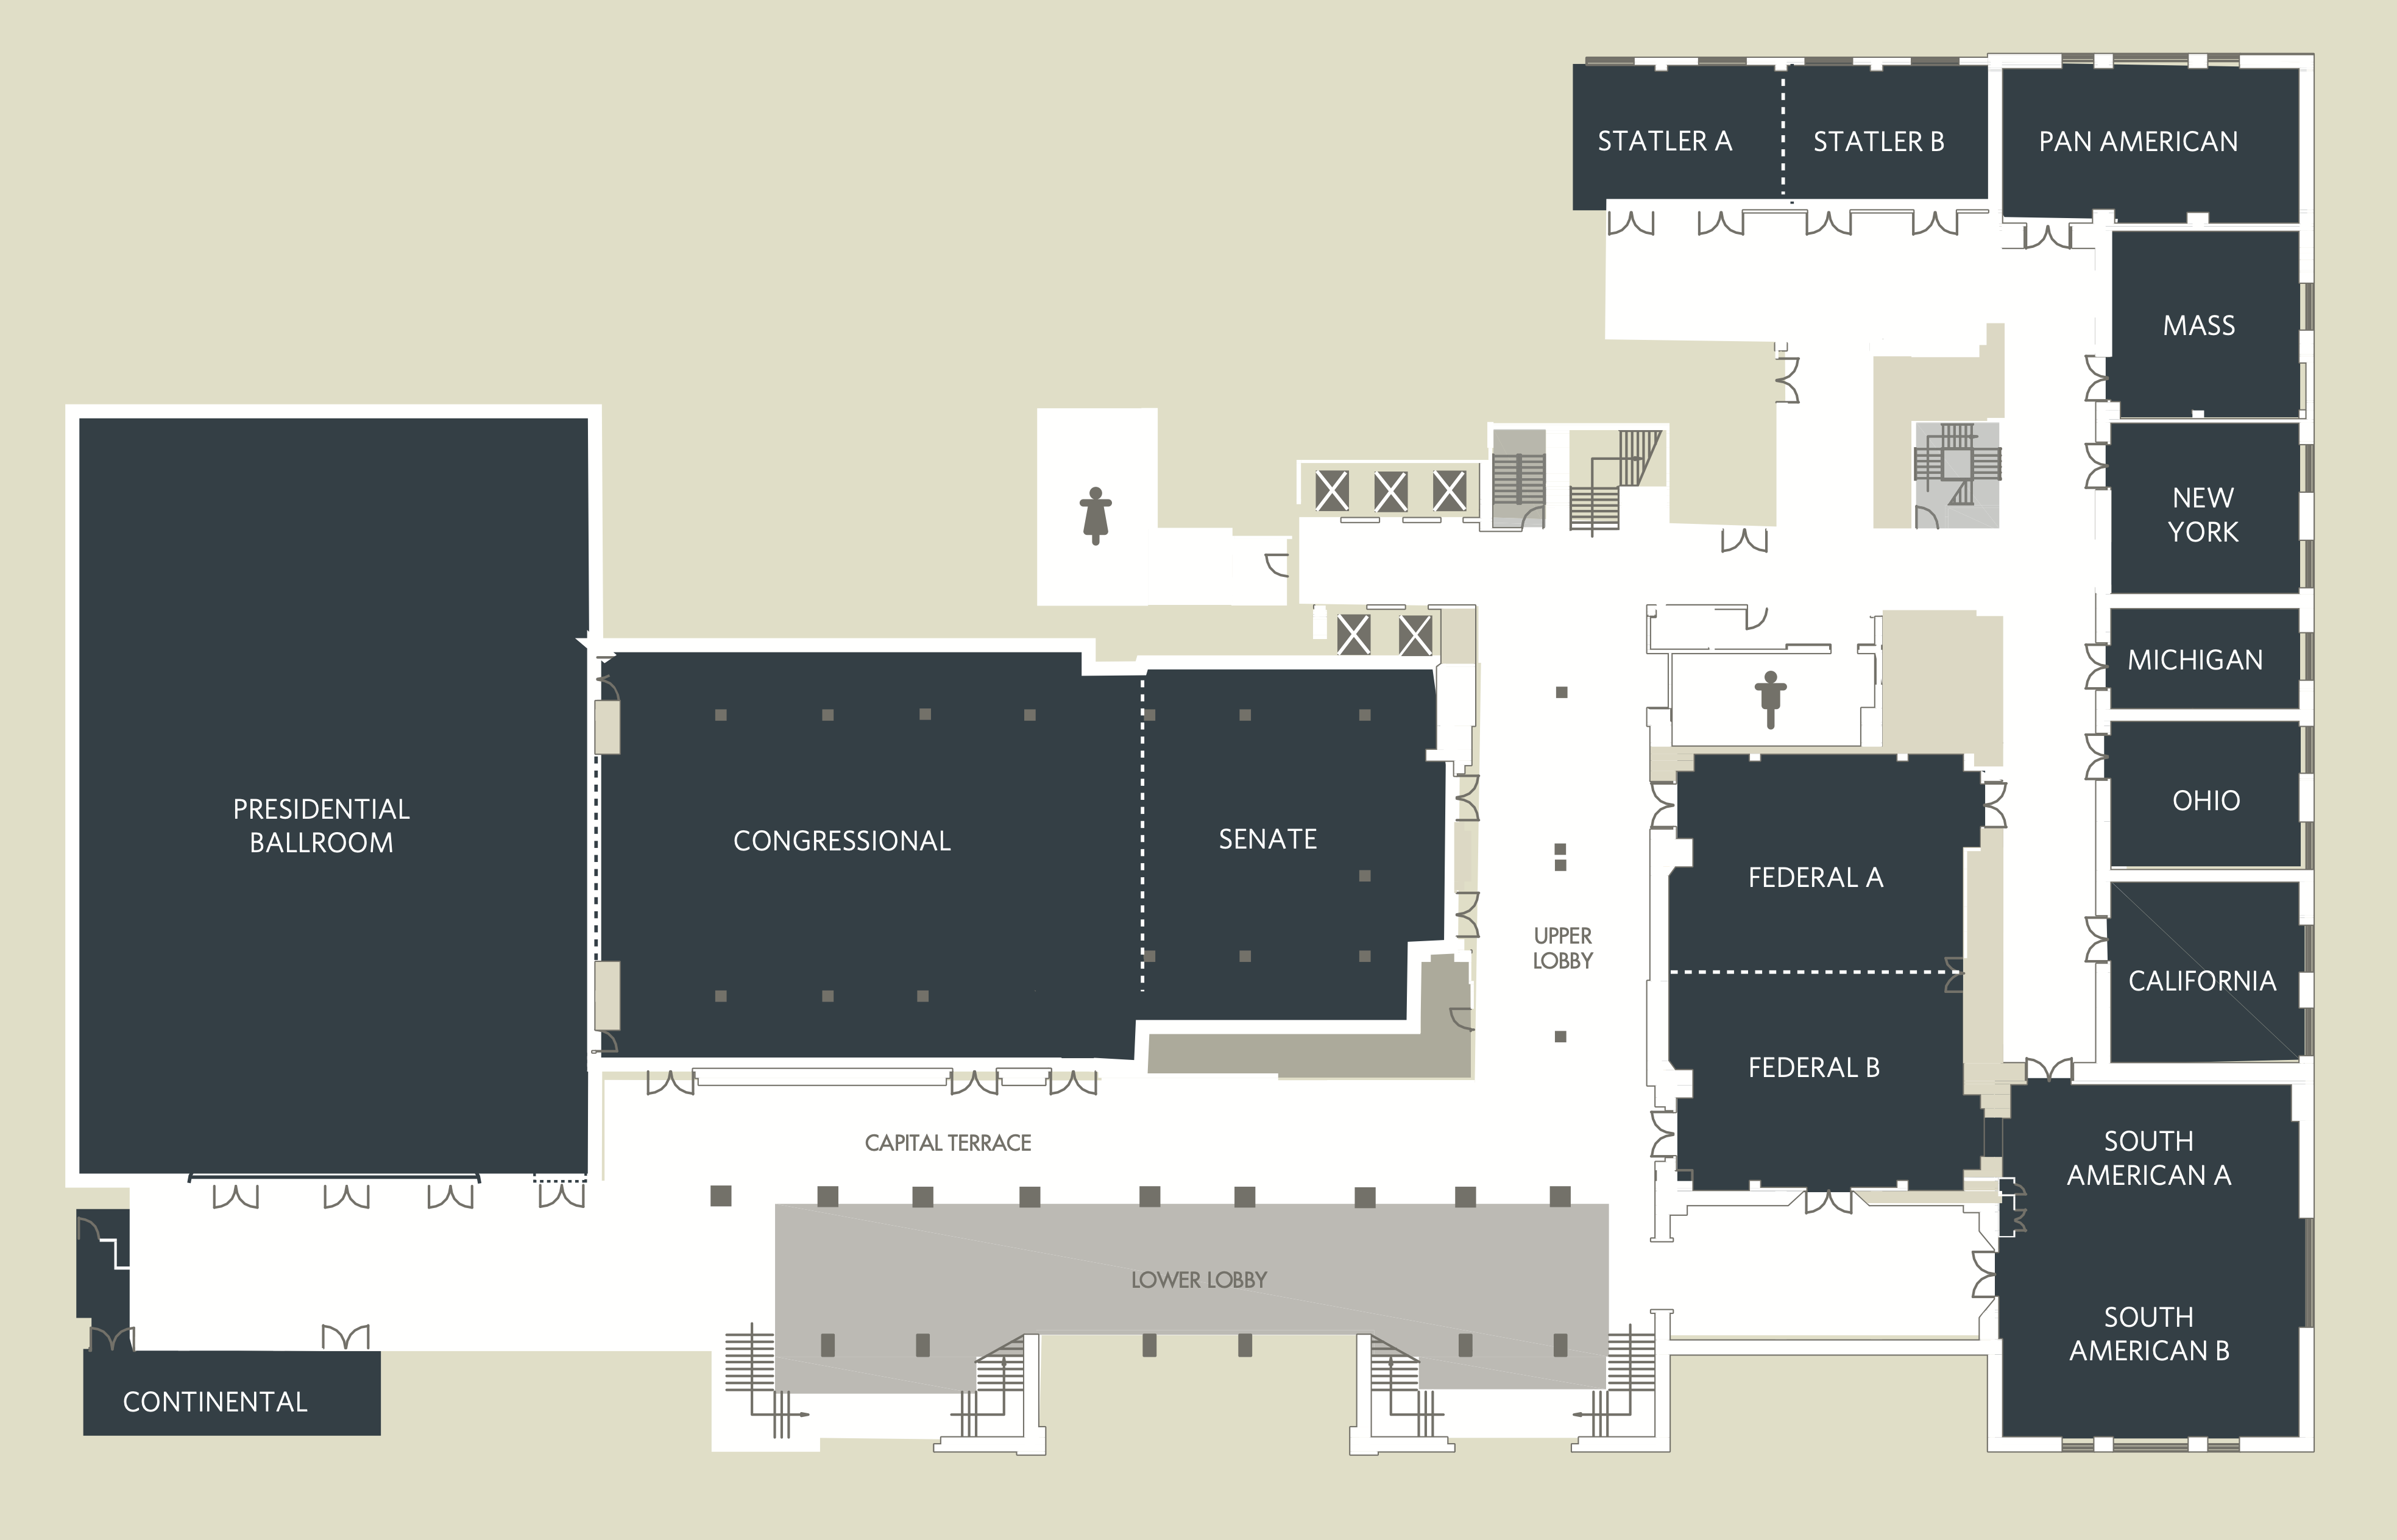 STATLER A
STATLER B
PAN AMERICAN
MASS
NEW
YORK
MICHIGAN
OHIO
CALIFORNIA
PRESIDENTIAL
BALLROOM
CONGRESSIONAL
SENATE
UPPER
LOBBY
FEDERAL A
FEDERAL B
CAPITAL TERRACE
SOUTH
AMERICAN A
LOWER LOBBY
SOUTH
AMERICAN B
CONTINENTAL